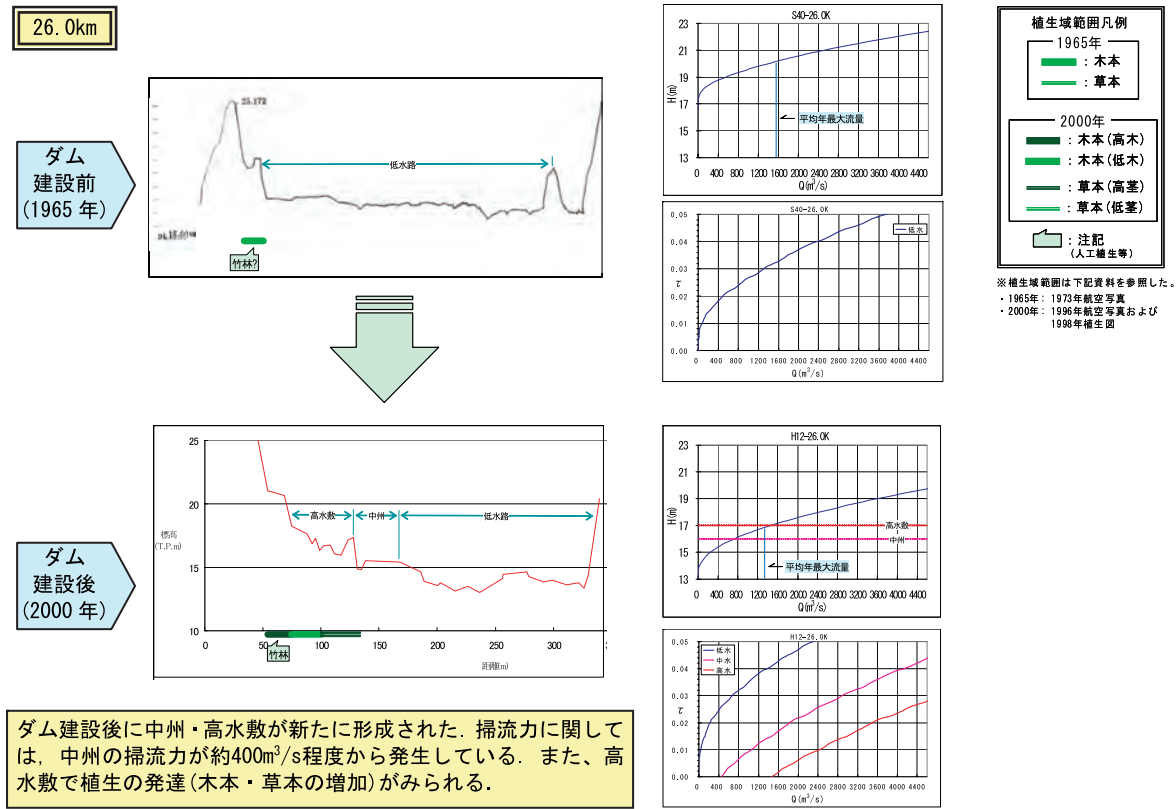 26.0km
ダム
建設前
(1965 年)
25.172
低水路
竹林?
S40-26.0K
H(m)
23
21
19
17
15
13
平均年最大流量
0 400 800 1200 1600 2000 2400 2800 3200 3600 4000 4400
Q(m³/s)
S40-26.0K
低水
τ
0.05
0.04
0.03
0.02
0.01
0.00
0 400 800 1200 1600 2000 2400 2800 3200 3600 4000 4400
Q(m³/s)
植生域範囲凡例
1965年
：木本
：草本
2000年
：木本(高木)
：木本(低木)
：草本(高茎)
：草本(低茎)
：注記
(人工植生等)
※植生域範囲は下記資料を参照した。
・1965年： 1973年航空写真
・2000年： 1996年航空写真および
1998年植生図
ダム
建設後
(2000 年)
標高
(T.P.m)
25
20
15
10
高水敷 中州 低水路
0 50 100 150 200 250 300
竹林
H12-26.0K
H(m)
23
21
19
17
15
13
高水敷
中州
平均年最大流量
0 400 800 1200 1600 2000 2400 2800 3200 3600 4000 4400
Q(m³/s)
H12-26.0K
低水
中水
高水
τ
0.05
0.04
0.03
0.02
0.01
0.00
0 400 800 1200 1600 2000 2400 2800 3200 3600 4000 4400
Q(m³/s)
ダム建設後に中州・高水敷が新たに形成された. 掃流力に関して
は, 中州の掃流力が約400m³/s程度から発生している. また、高
水敷で植生の発達(木本・草本の増加)がみられる.